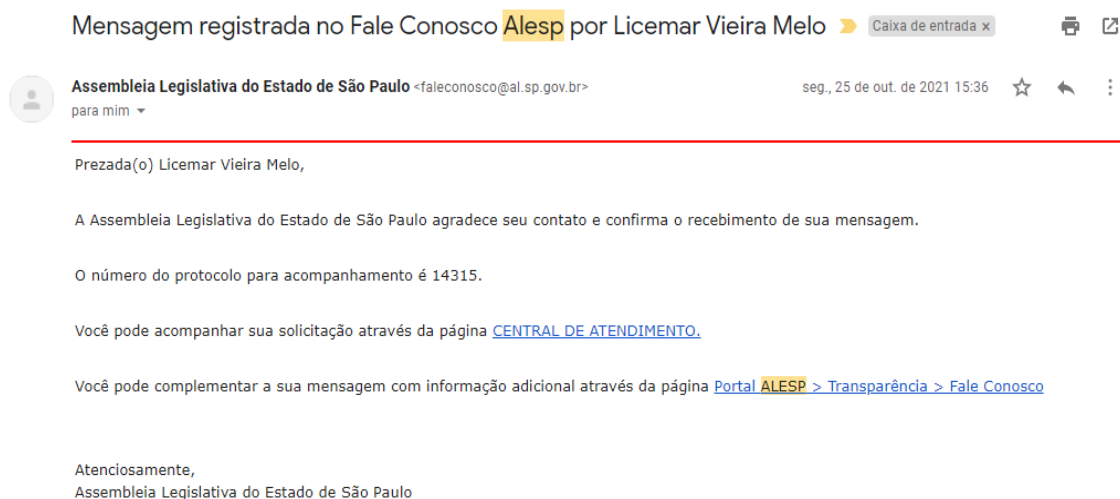 Mensagem registrada no Fale Conosco Alesp por Licemar Vieira Melo Caixa de entrada x
Assembleia Legislativa do Estado de São Paulo <faleconosco@al.sp.gov.br> seg., 25 de out. de 2021 15:36
para mim
Prezada(o) Licemar Vieira Melo,
A Assembleia Legislativa do Estado de São Paulo agradece seu contato e confirma o recebimento de sua mensagem.
O número do protocolo para acompanhamento é 14315.
Você pode acompanhar sua solicitação através da página CENTRAL DE ATENDIMENTO.
Você pode complementar a sua mensagem com informação adicional através da página Portal ALESP > Transparência > Fale Conosco
Atenciosamente,
Assembleia Legislativa do Estado de São Paulo